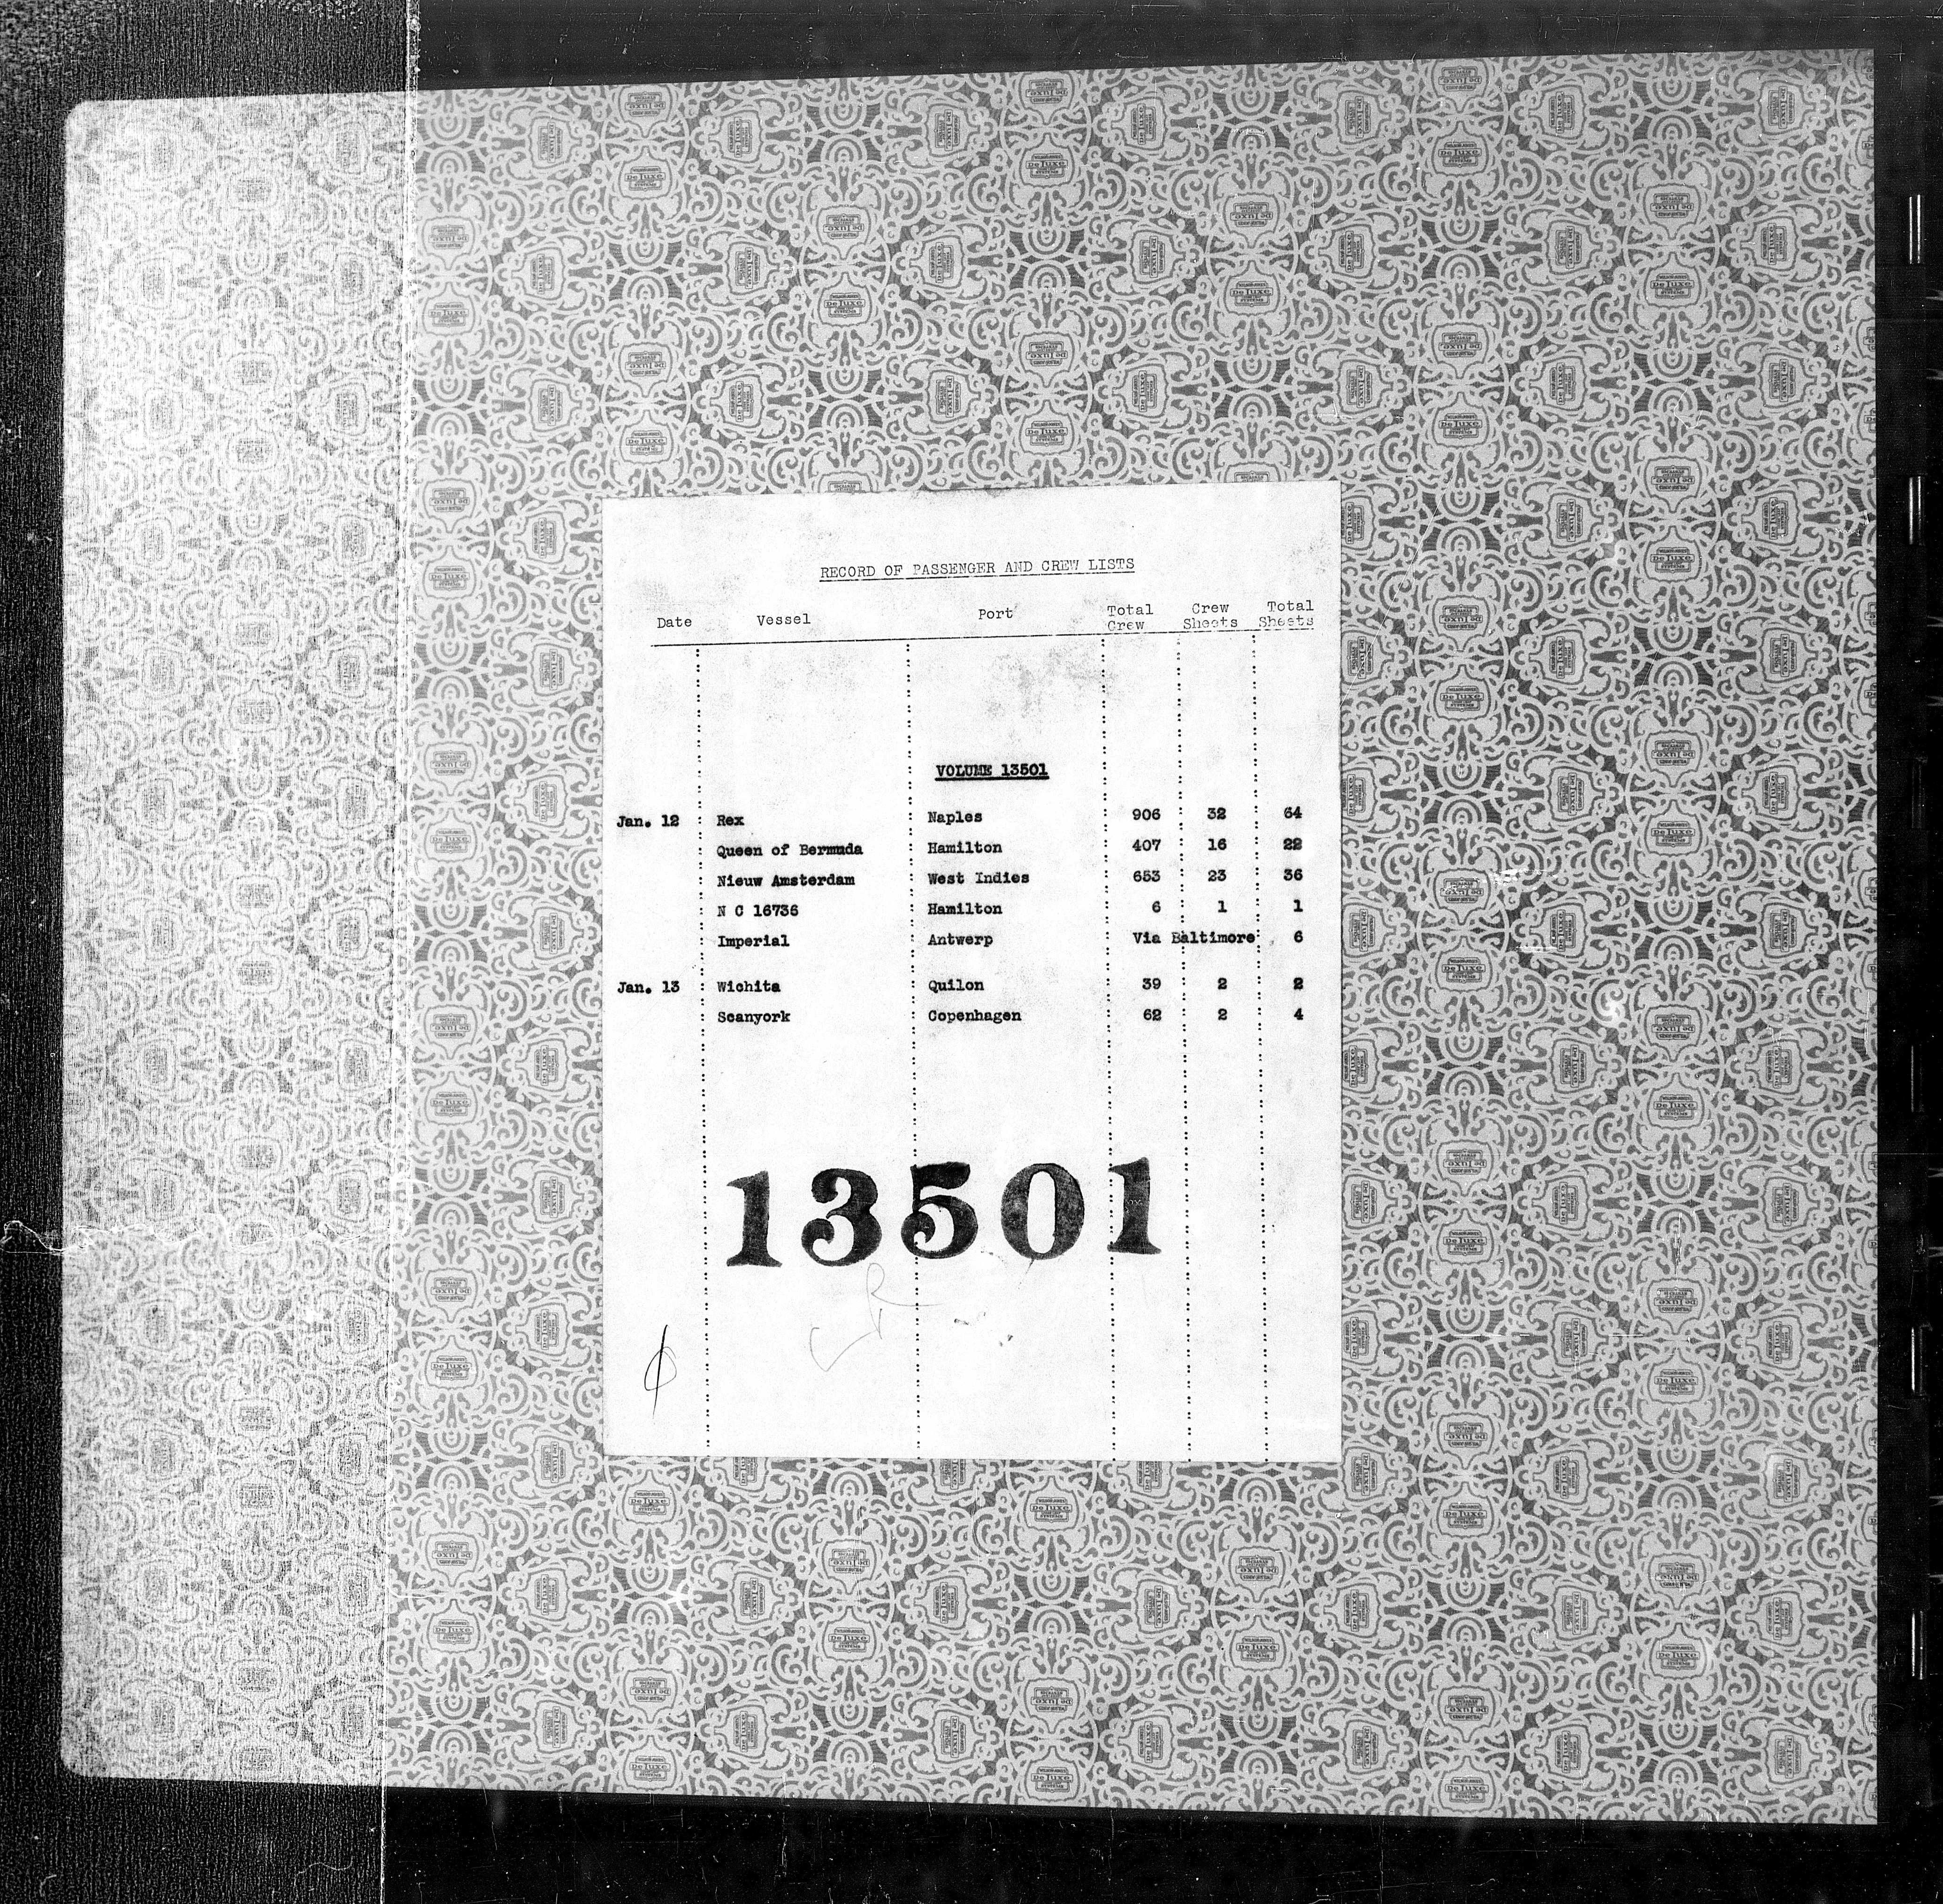 RECORD OF PASSENGER AND CREW LISTS
Date Vessel Port Total Crew Crew Sheets Total Sheets
VOLUME 13501
Jan. 12 Rex Naples 906 32 64
Queen of Bermuda Hamilton 407 16 22
Nieuw Amsterdam West Indies 653 23 36
N C 16736 Hamilton 6 1 1
Imperial Antwerp Via Baltimore 6
Jan. 13 Wichita Quilon 39 2 2
Scanyork Copenhagen 62 2 4
13501